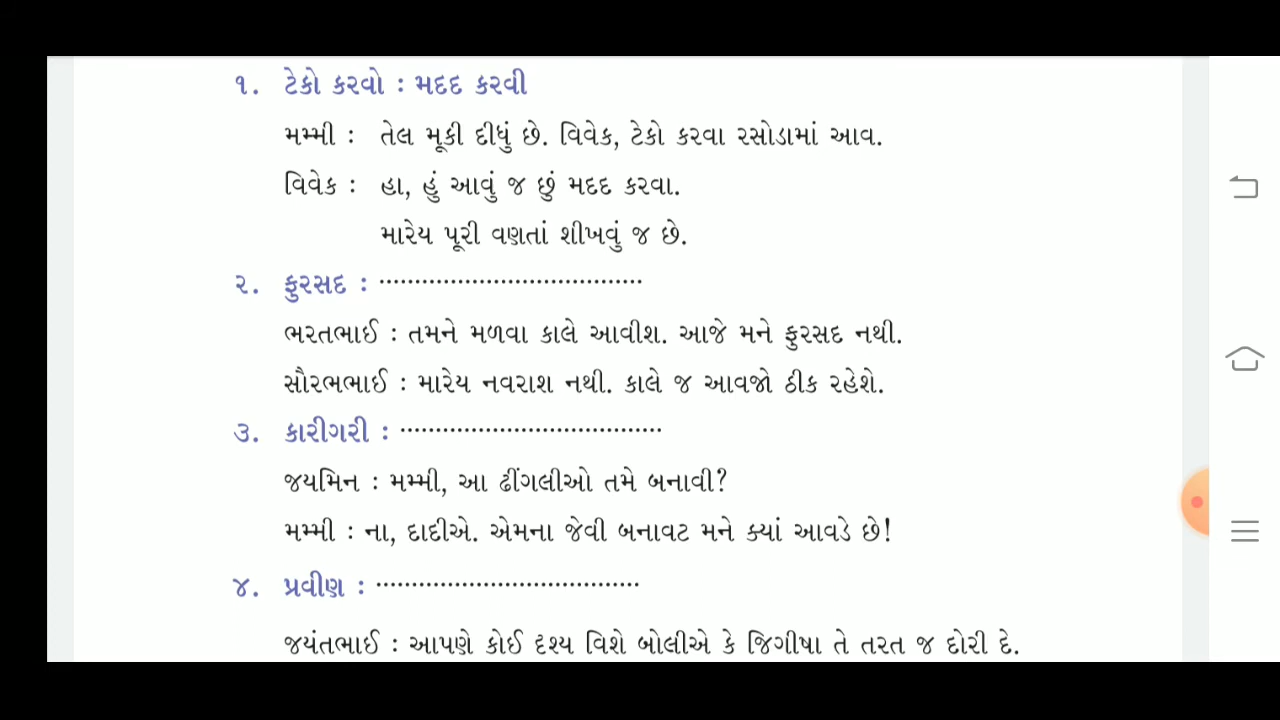 ૧. ટેકો કરવો : મદદ કરવી
મમ્મી : તેલ મૂકી દીધું છે. વિવેક, ટેકો કરવા રસોડામાં આવ.
વિવેક : હા, હું આવું જ છું મદદ કરવા.
મારેય પૂરી વણતાં શીખવું જ છે.
૨. ફુરસદ : ....................................
ભરતભાઈ : તમને મળવા કાલે આવીશ. આજે મને ફુરસદ નથી.
સૌરભભાઈ : મારેય નવરાશ નથી. કાલે જ આવજો ઠીક રહેશે.
૩. કારીગરી : ....................................
જયમિન : મમ્મી, આ ઢીંગલીઓ તમે બનાવી?
મમ્મી : ના, દાદીએ. એમના જેવી બનાવટ મને ક્યાં આવડે છે!
૪. પ્રવીણ : ....................................
જયંતભાઈ : આપણે કોઈ દૃશ્ય વિશે બોલીએ કે જિગીષા તે તરત જ દોરી દે.